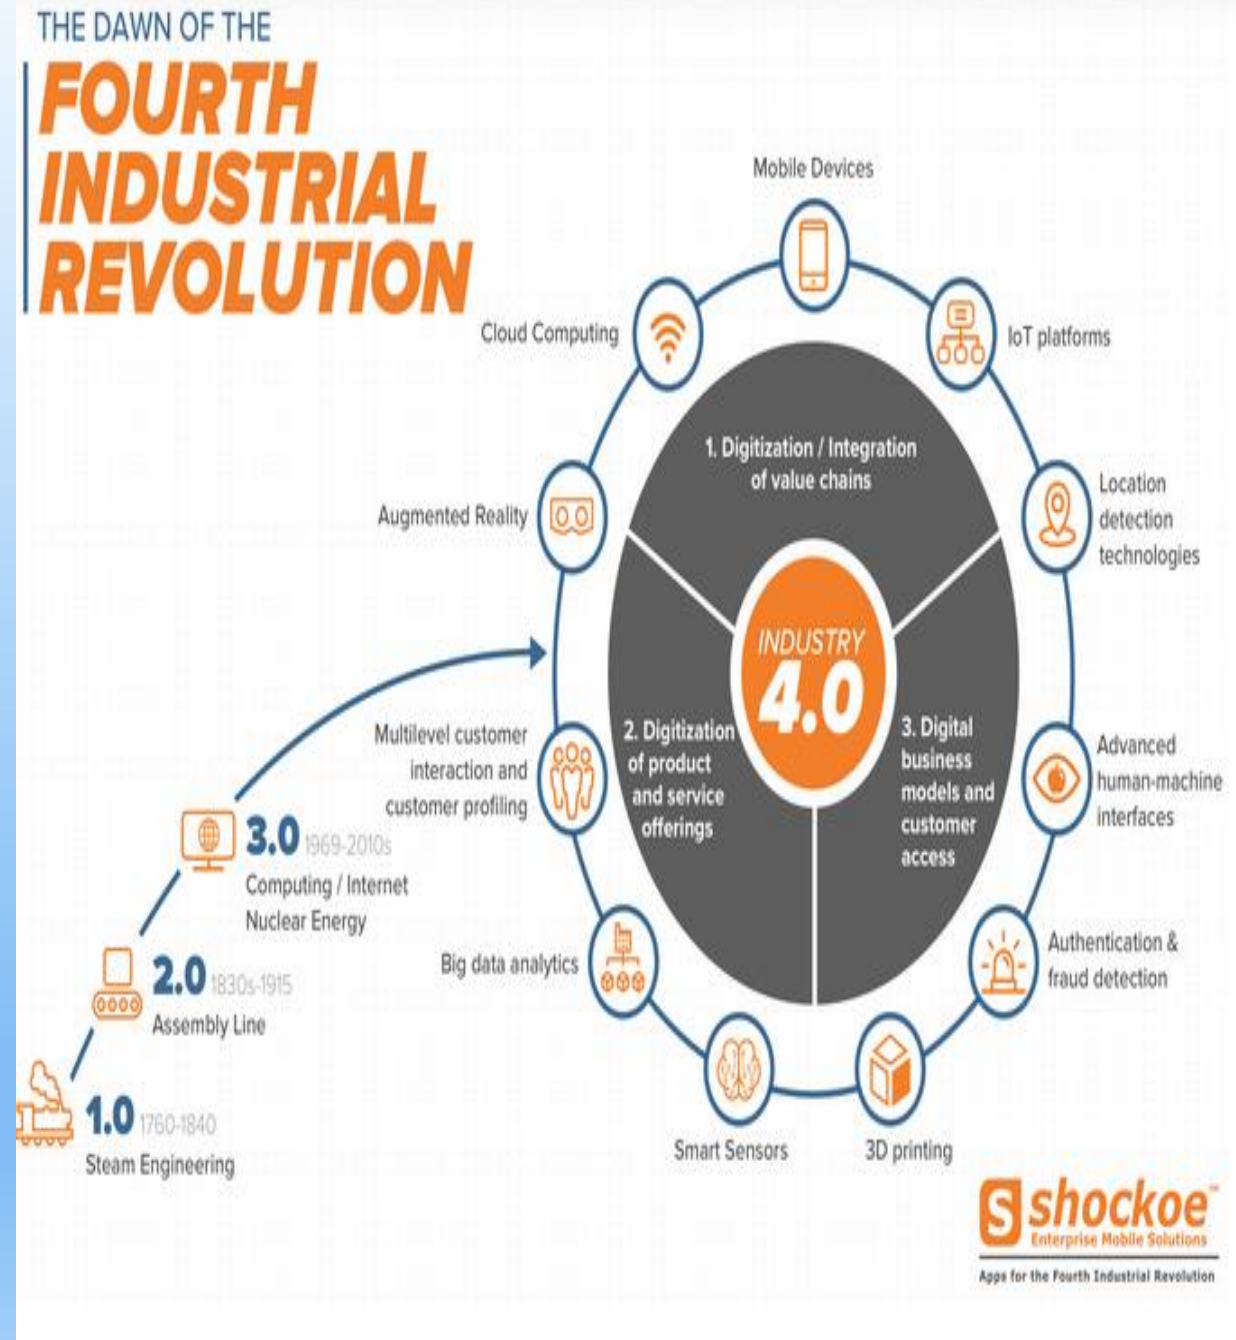 THE DAWN OF THE
FOURTH
INDUSTRIAL
REVOLUTION
Mobile Devices
Cloud Computing
IoT platforms
Augmented Reality
Location
detection
technologies
1. Digitization / Integration
of value chains
INDUSTRY
4.0
2. Digitization
of product
and service
offerings
3. Digital
business
models and
customer
access
Multilevel customer
interaction and
customer profiling
Advanced
human-machine
interfaces
Big data analytics
Authentication &
fraud detection
Smart Sensors
3D printing
3.0 1969-2010s
Computing / Internet
Nuclear Energy
2.0 1830s-1915
Assembly Line
1.0 1760-1840
Steam Engineering
S shockoe™
Enterprise Mobile Solutions
Apps for the Fourth Industrial Revolution